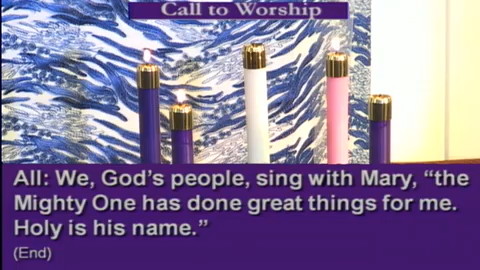 Call to Worship
All: We, God's people, sing with Mary, “the
Mighty One has done great things for me.
Holy is his name.”
(End)